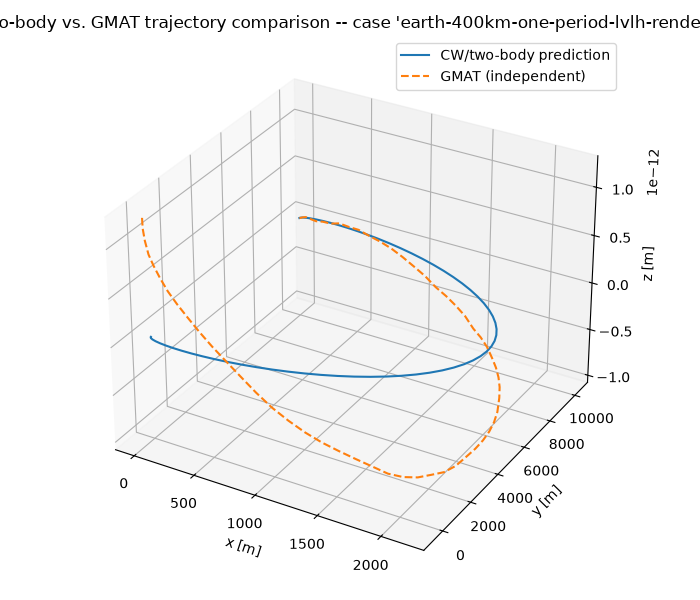 o-body vs. GMAT trajectory comparison -- case 'earth-400km-one-period-lvlh-rende
CW/two-body prediction
GMAT (independent)
1e−12
1.0
0.5
0.0
−0.5
−1.0
z [m]
10000
8000
6000
4000
2000
0
y [m]
0
500
1000
1500
2000
x [m]